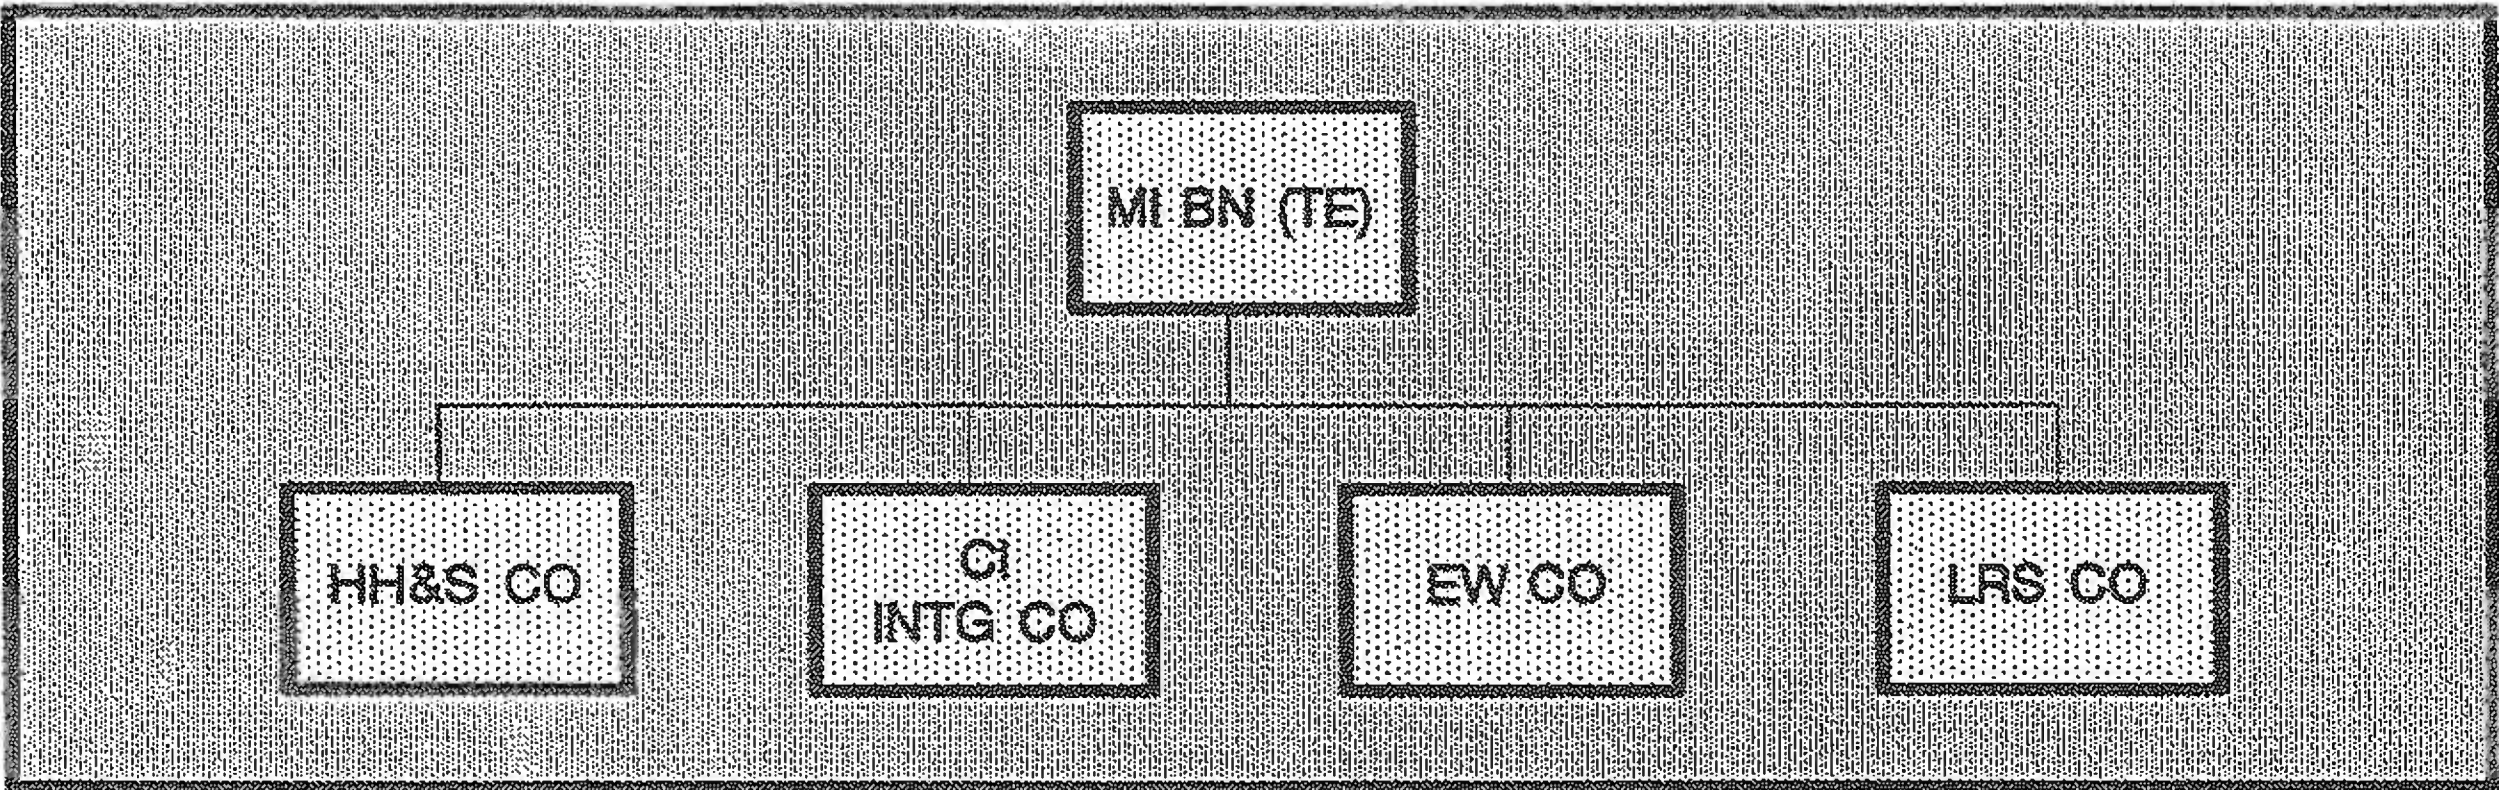 MI BN (TE)
HH&S CO
CI
INTG CO
EW CO
LRS CO